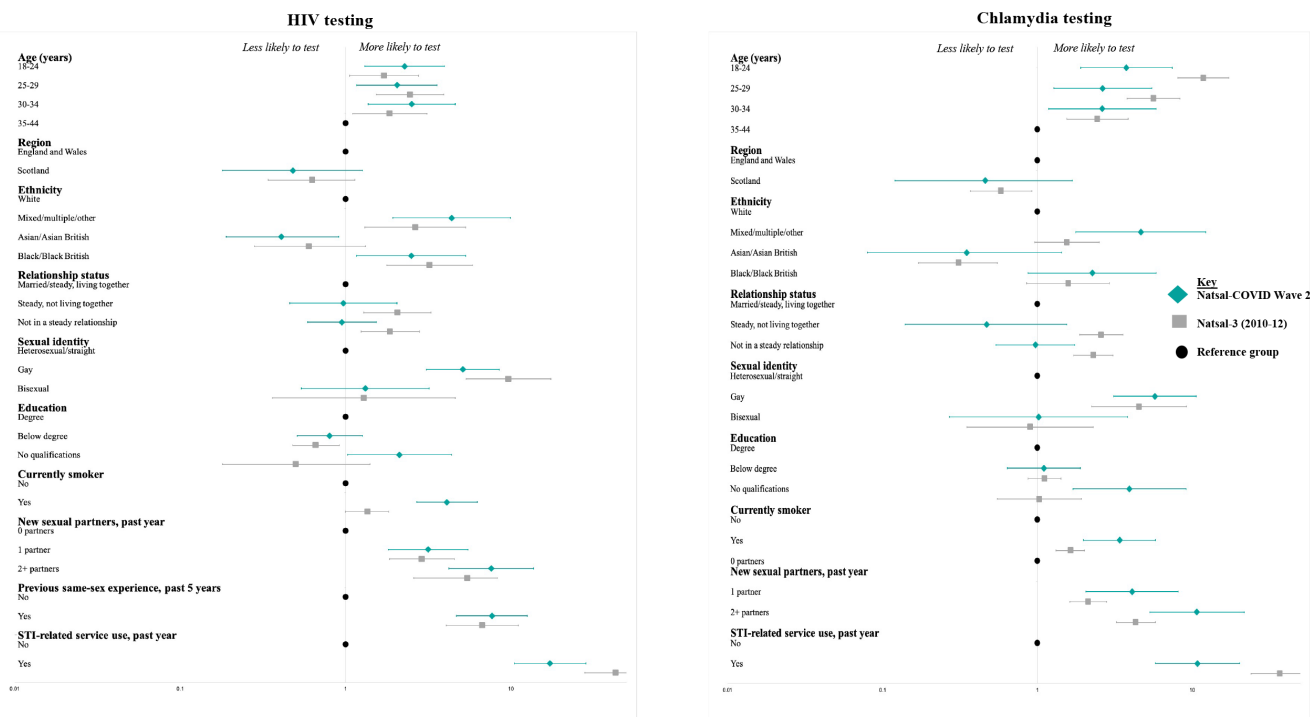 HIV testing
Less likely to test
More likely to test
Age (years)
18-24
25-29
30-34
35-44
Region
England and Wales
Scotland
Ethnicity
White
Mixed/multiple/other
Asian/Asian British
Black/Black British
Relationship status
Married/steady, living together
Steady, not living together
Not in a steady relationship
Sexual identity
Heterosexual/straight
Gay
Bisexual
Education
Degree
Below degree
No qualifications
Currently smoker
No
Yes
New sexual partners, past year
0 partners
1 partner
2+ partners
Previous same-sex experience, past 5 years
No
Yes
STI-related service use, past year
No
Yes
0.01
0.1
1
10
Chlamydia testing
Less likely to test
More likely to test
Age (years)
18-24
25-29
30-34
35-44
Region
England and Wales
Scotland
Ethnicity
White
Mixed/multiple/other
Asian/Asian British
Black/Black British
Relationship status
Married/steady, living together
Steady, not living together
Not in a steady relationship
Sexual identity
Heterosexual/straight
Gay
Bisexual
Education
Degree
Below degree
No qualifications
Currently smoker
No
Yes
0 partners
New sexual partners, past year
1 partner
2+ partners
STI-related service use, past year
No
Yes
0.01
0.1
1
10
Key
Natsal-COVID Wave 2
Natsal-3 (2010-12)
Reference group